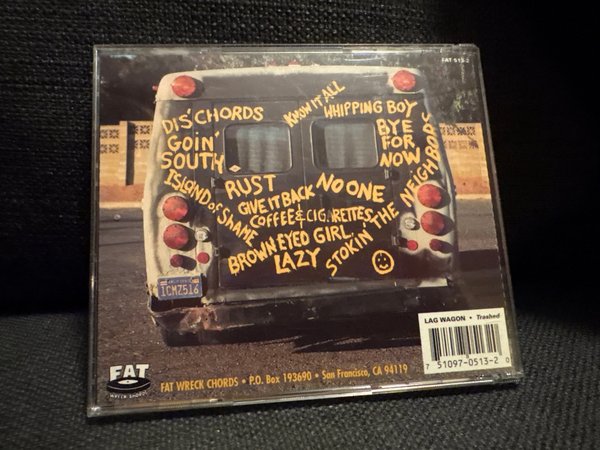 FAT 513-2
KNOW IT ALL
DIS'CHORDS
WHIPPING BOY
GOIN'
SOUTH
BYE
FOR
NOW
ISLAND OF SHAME
RUST
NO ONE
GIVE IT BACK
COFFEE & CIG.RETTES
STOKIN' THE NEIGHBORS
BROWN EYED GIRL
LAZY
1CMZ516
LAG WAGON • Trashed
7 51097-0513-2 0
FAT
WRECK CHORDS
FAT WRECK CHORDS • P.O. Box 193690 • San Francisco, CA 94119